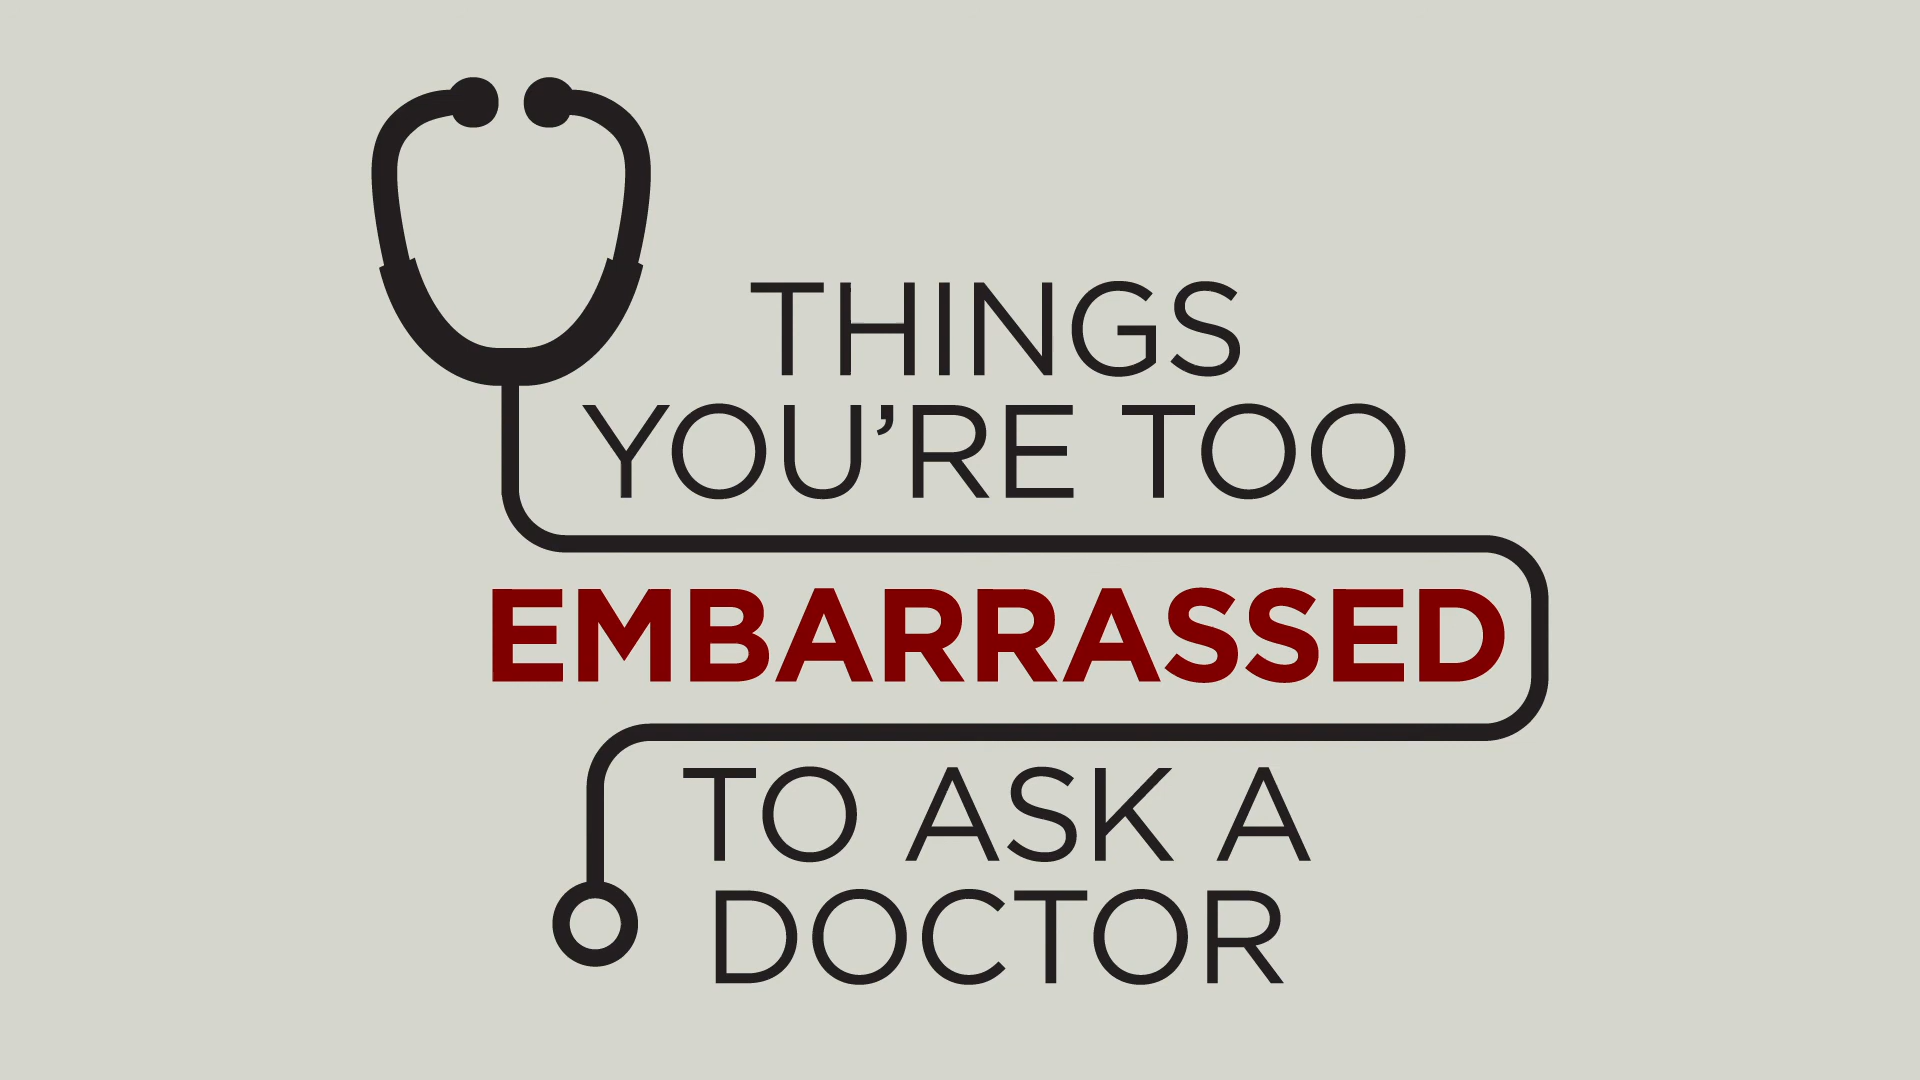 THINGS
YOU’RE TOO
EMBARRASSED
TO ASK A
DOCTOR